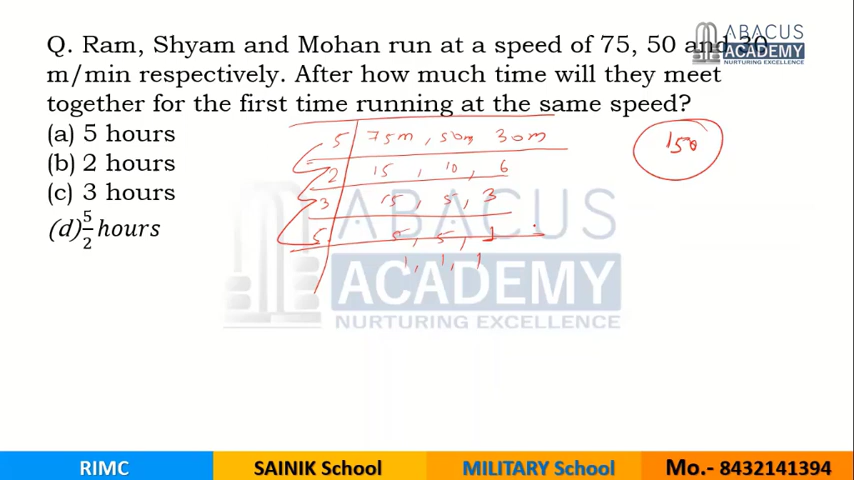 Q. Ram, Shyam and Mohan run at a speed of 75, 50 and 30
m/min respectively. After how much time will they meet
together for the first time running at the same speed?
(a) 5 hours
(b) 2 hours
(c) 3 hours
(d) 5/2 hours
5 | 75m, 50m 30m
2 | 15, 10, 6
3 | 15, 5, 3
5 | 5, 5, 1
1, 1, 1
150
ABACUS
ACADEMY
NURTURING EXCELLENCE
ABACUS
ACADEMY
NURTURING EXCELLENCE
RIMC
SAINIK School
MILITARY School
Mo.- 8432141394